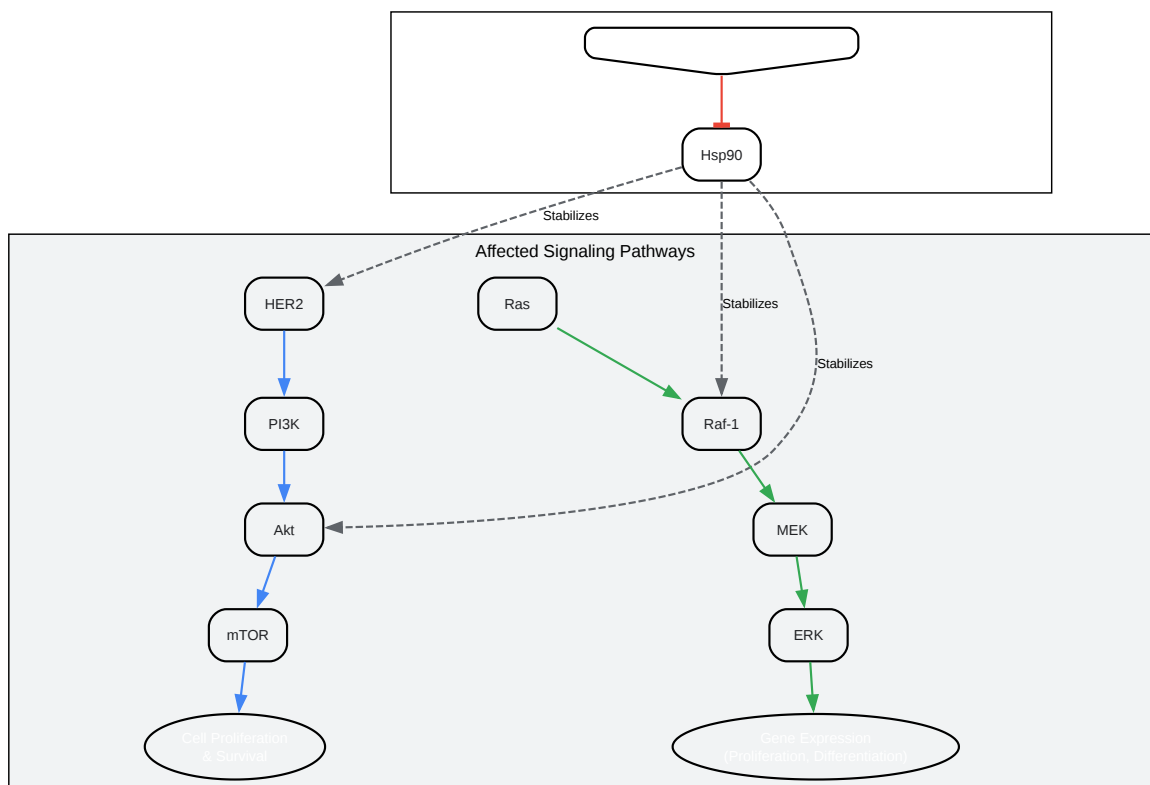 Hsp90
Stabilizes
Affected Signaling Pathways
HER2
Ras
Stabilizes
Stabilizes
PI3K
Raf-1
Akt
MEK
mTOR
ERK
Cell Proliferation
& Survival
Gene Expression
(Proliferation, Differentiation)